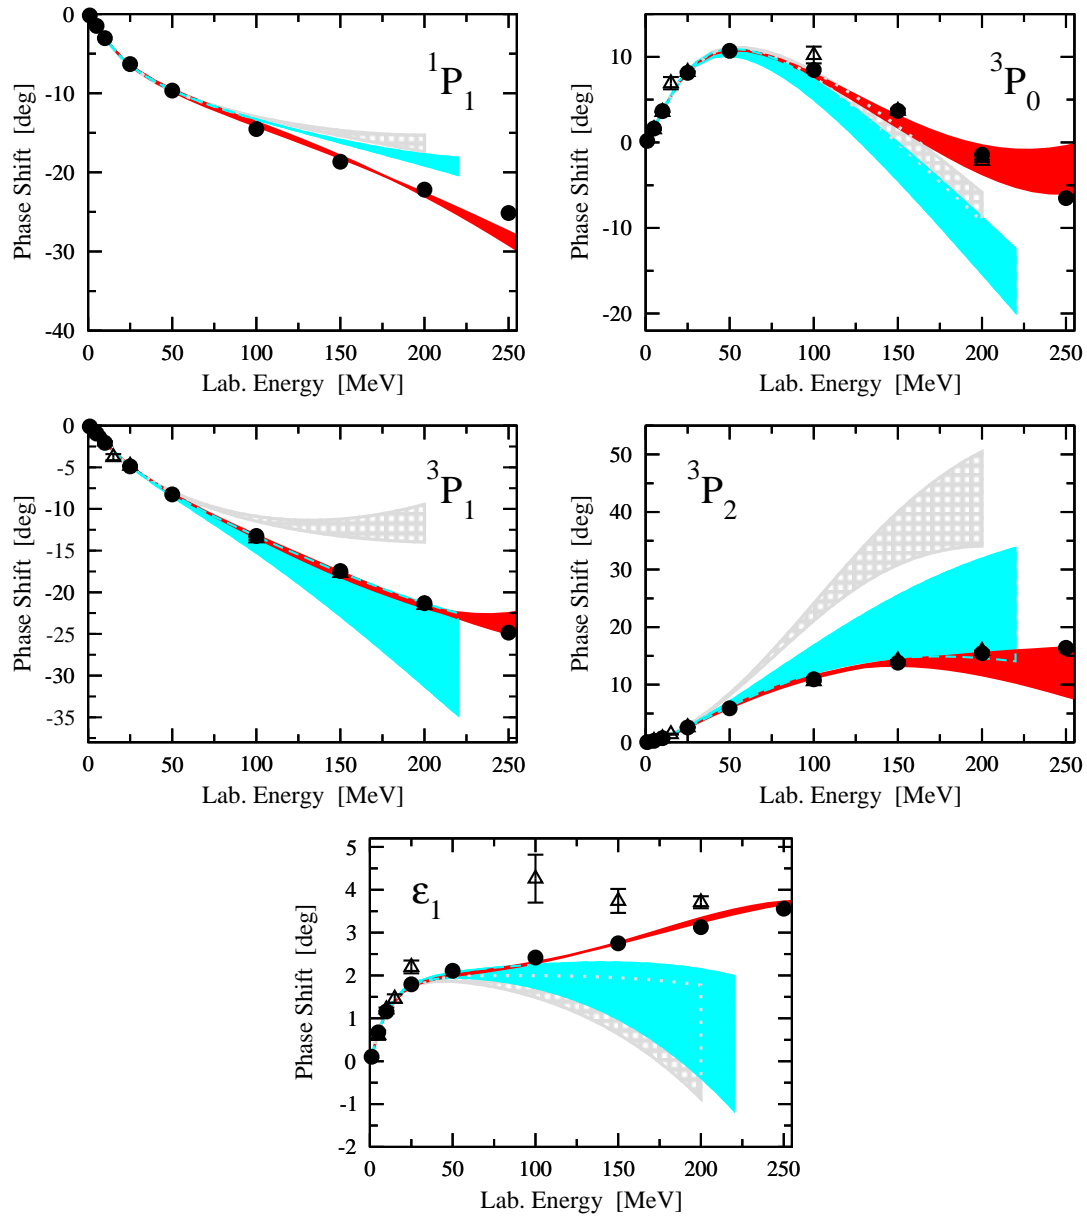 0
-10
-20
-30
-40
Phase Shift [deg]
¹P₁
0 50 100 150 200 250
Lab. Energy [MeV]
10
0
-10
-20
Phase Shift [deg]
³P₀
0 50 100 150 200 250
Lab. Energy [MeV]
0
-5
-10
-15
-20
-25
-30
-35
Phase Shift [deg]
³P₁
0 50 100 150 200 250
Lab. Energy [MeV]
50
40
30
20
10
0
Phase Shift [deg]
³P₂
0 50 100 150 200 250
Lab. Energy [MeV]
5
4
3
2
1
0
-1
-2
Phase Shift [deg]
ε₁
0 50 100 150 200 250
Lab. Energy [MeV]